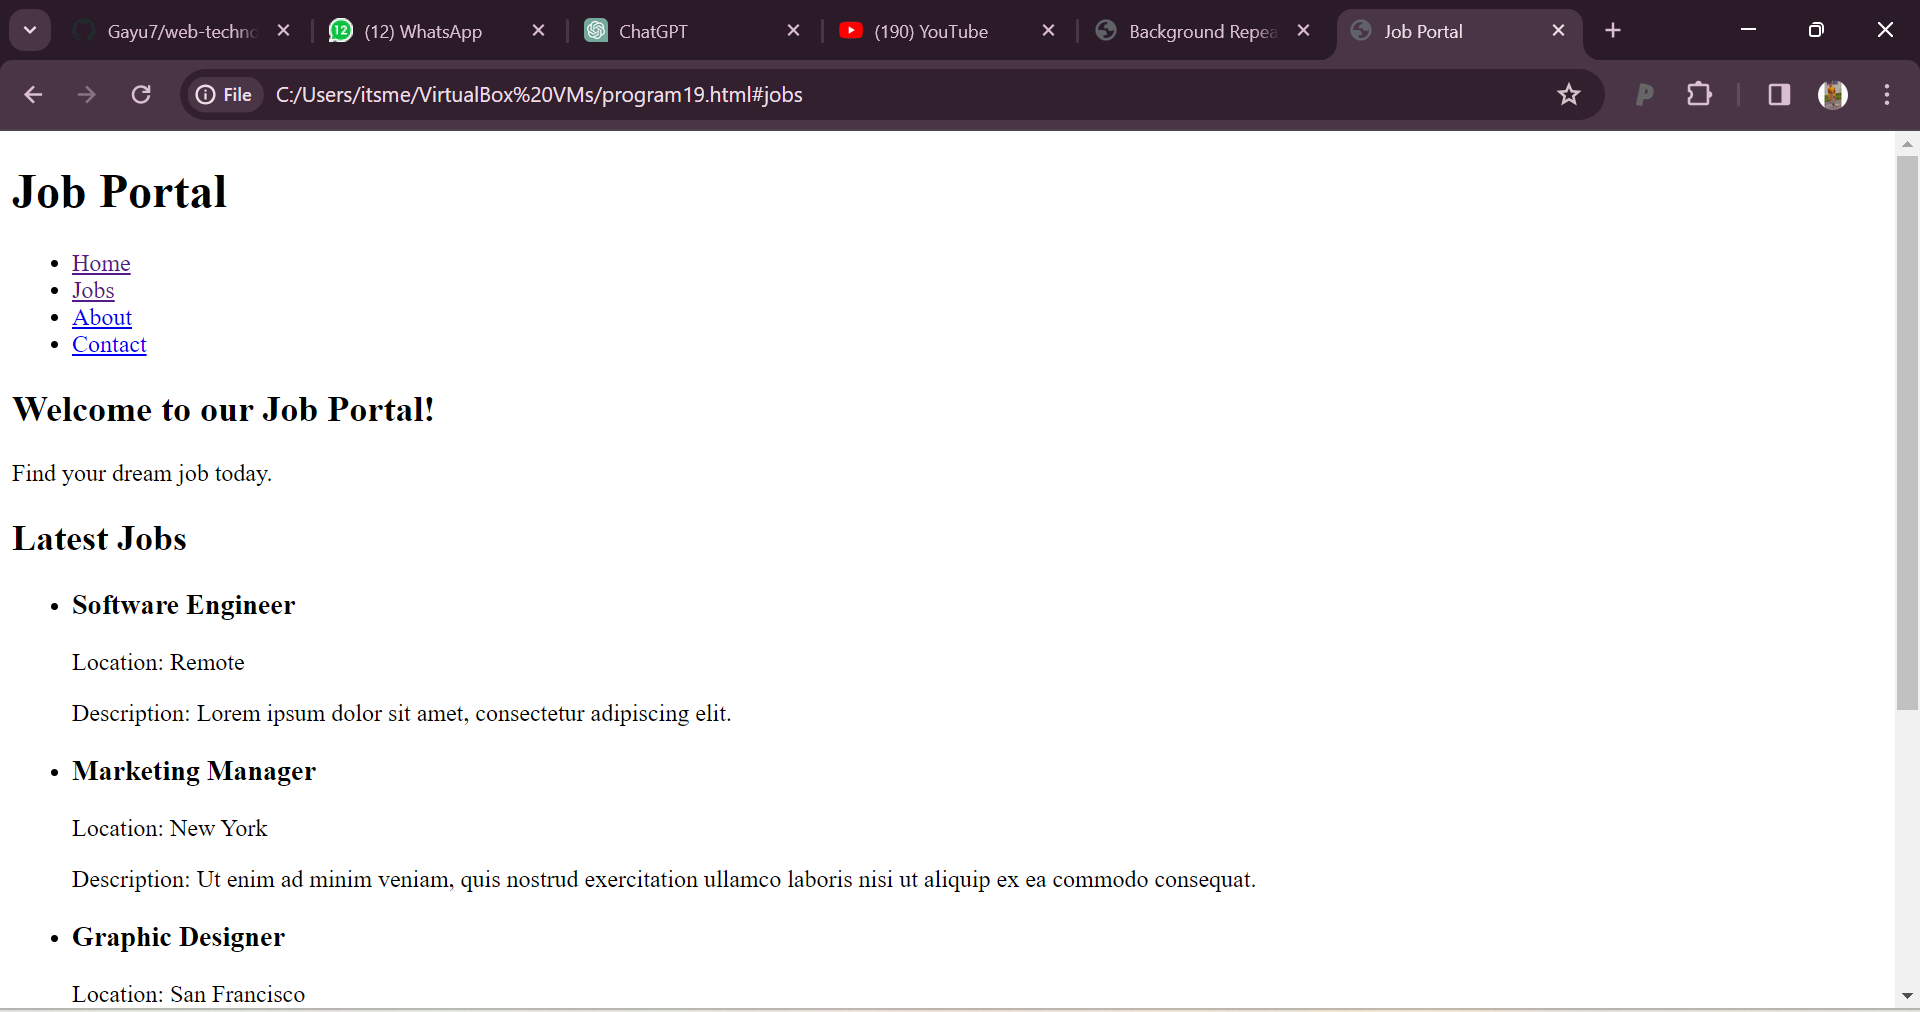 Gayu7/web-techno
12
(12) WhatsApp
ChatGPT
(190) YouTube
Background Repea
Job Portal
File
C:/Users/itsme/VirtualBox%20VMs/program19.html#jobs
Job Portal
Home
Jobs
About
Contact
Welcome to our Job Portal!
Find your dream job today.
Latest Jobs
Software Engineer
Location: Remote
Description: Lorem ipsum dolor sit amet, consectetur adipiscing elit.
Marketing Manager
Location: New York
Description: Ut enim ad minim veniam, quis nostrud exercitation ullamco laboris nisi ut aliquip ex ea commodo consequat.
Graphic Designer
Location: San Francisco